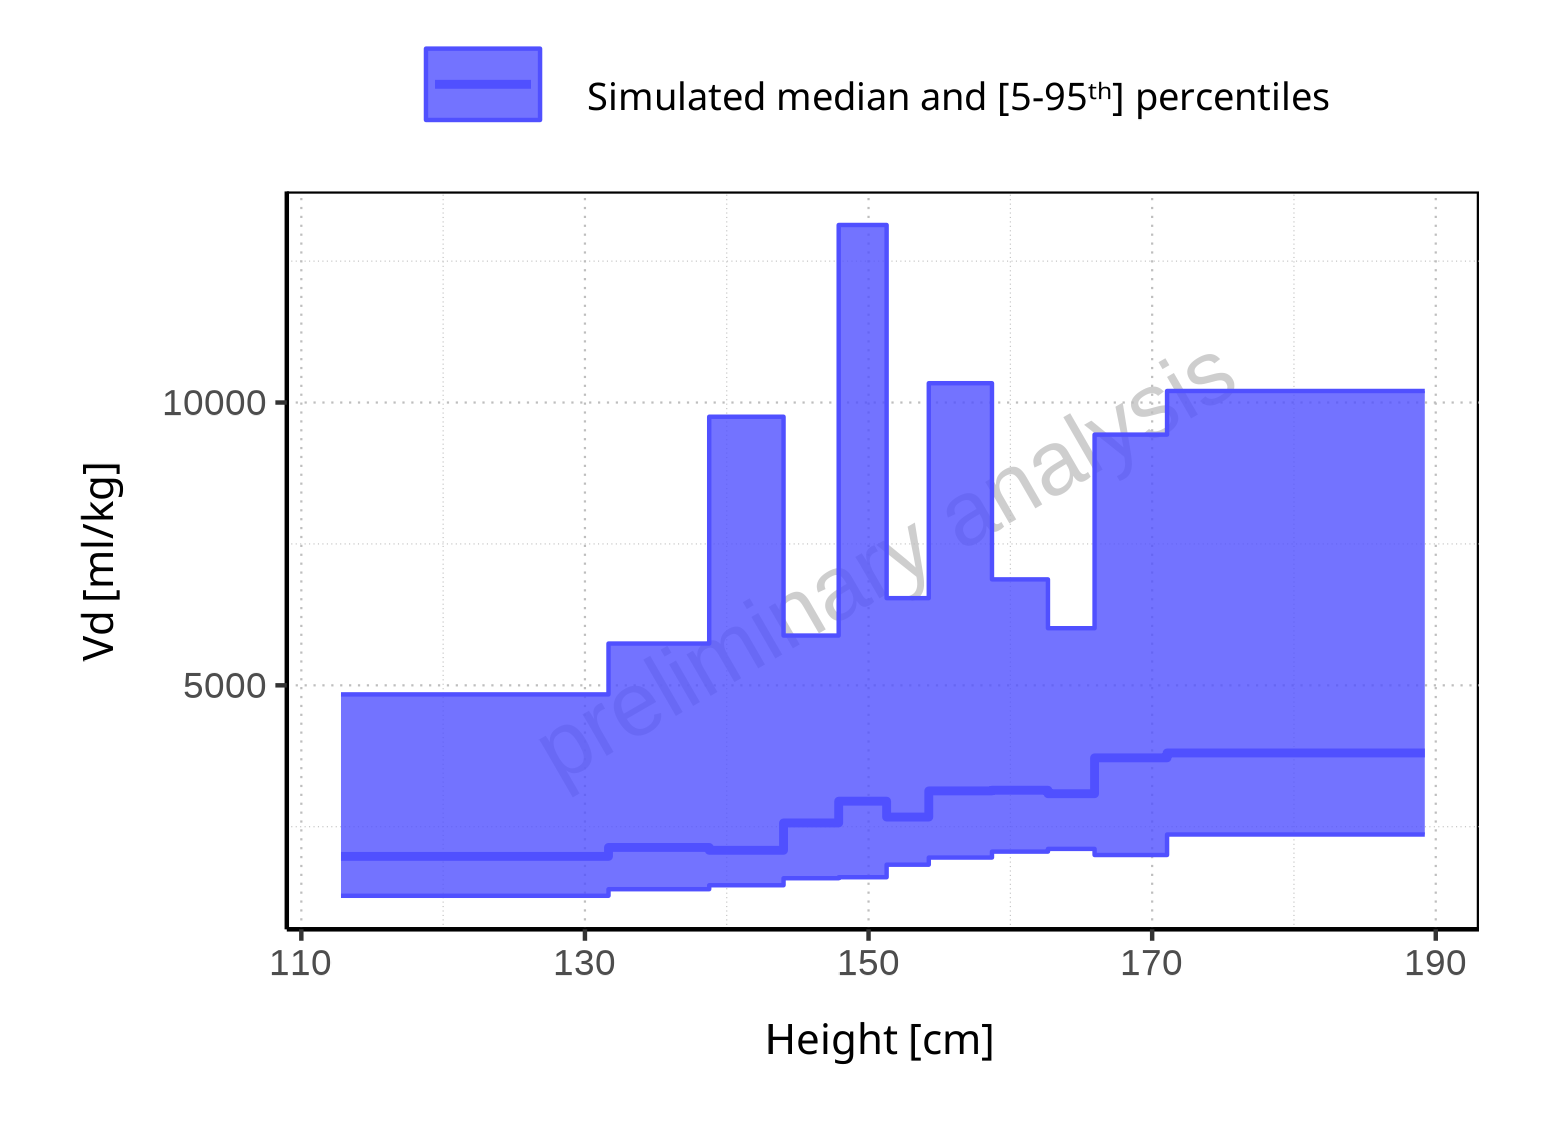 Simulated median and [5-95ᵗʰ] percentiles
10000
5000
Vd [ml/kg]
preliminary analysis
110 130 150 170 190
Height [cm]